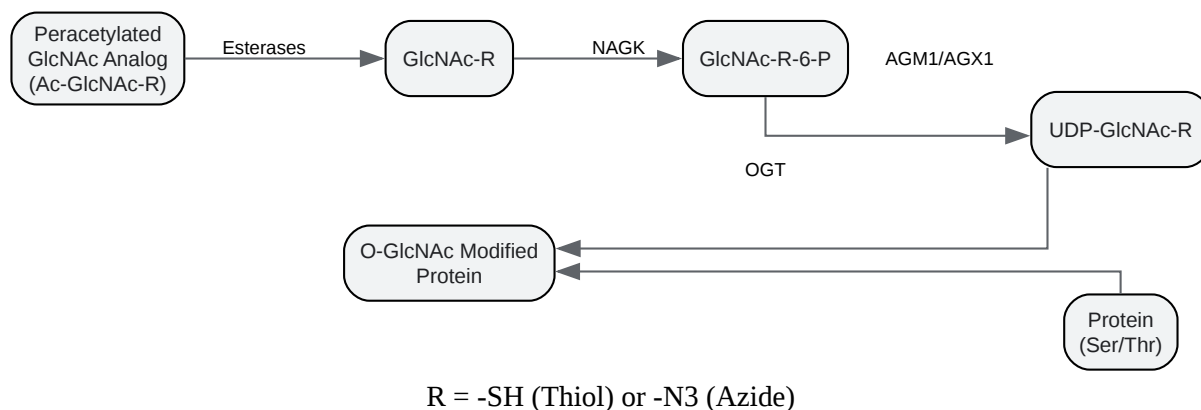 Peracetylated
GlcNAc Analog
(Ac-GlcNAc-R)
Esterases
GlcNAc-R
NAGK
GlcNAc-R-6-P
AGM1/AGX1
UDP-GlcNAc-R
OGT
O-GlcNAc Modified
Protein
Protein
(Ser/Thr)
R = -SH (Thiol) or -N3 (Azide)